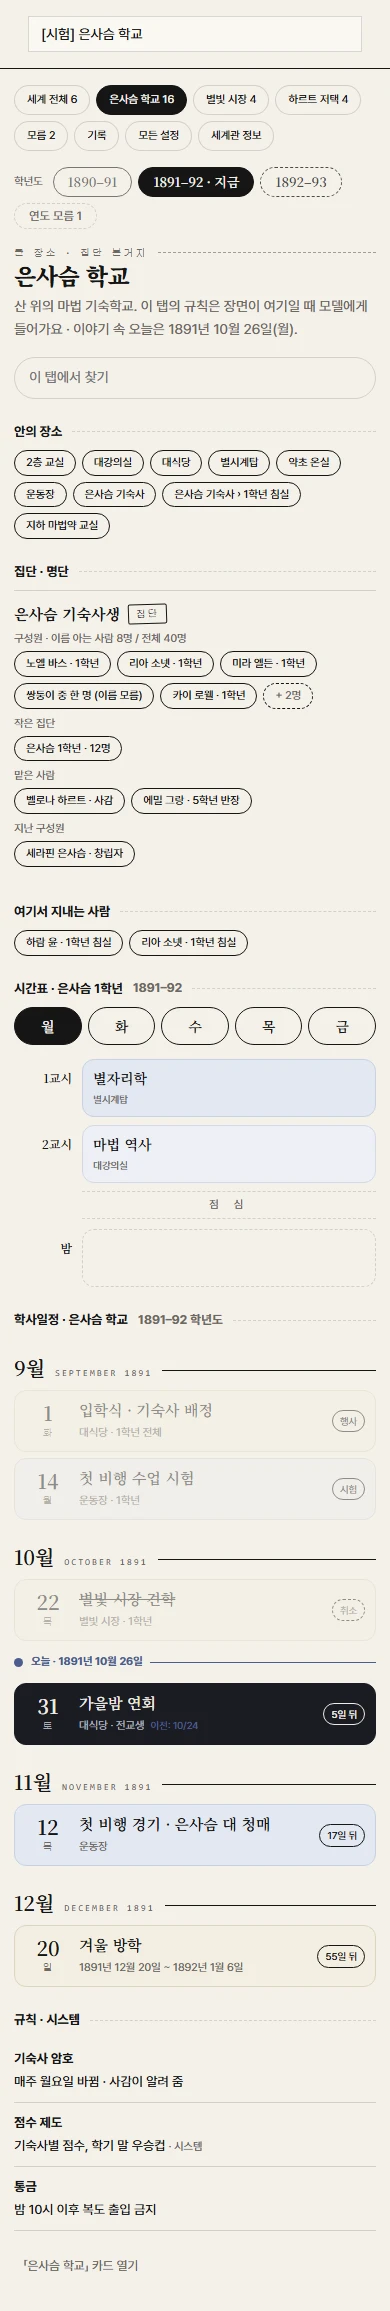 [시험] 은사슴 학교
세계 전체 6
은사슴 학교 16
별빛 시장 4
하르트 저택 4
모름 2
기록
모든 설정
세계관 정보
학년도
1890–91
1891–92 · 지금
1892–93
연도 모름 1
큰 장소 · 집단 본거지
은사슴 학교
산 위의 마법 기숙학교. 이 탭의 규칙은 장면이 여기일 때 모델에게
들어가요 · 이야기 속 오늘은 1891년 10월 26일(월).
이 탭에서 찾기
안의 장소
2층 교실
대강의실
대식당
별시계탑
약초 온실
운동장
은사슴 기숙사
은사슴 기숙사 › 1학년 침실
지하 마법약 교실
집단 · 명단
은사슴 기숙사생 집단
구성원 · 이름 아는 사람 8명 / 전체 40명
노엘 바스 · 1학년
리아 소넷 · 1학년
미라 엘든 · 1학년
쌍둥이 중 한 명 (이름 모름)
카이 로웰 · 1학년
+ 2명
작은 집단
은사슴 1학년 · 12명
맡은 사람
벨로나 하르트 · 사감
에밀 그랑 · 5학년 반장
지난 구성원
세라핀 은사슴 · 창립자
여기서 지내는 사람
하람 윤 · 1학년 침실
리아 소넷 · 1학년 침실
시간표 · 은사슴 1학년 1891–92
월
화
수
목
금
1교시
별자리학
별시계탑
2교시
마법 역사
대강의실
점 심
밤
학사일정 · 은사슴 학교 1891–92 학년도
9월 SEPTEMBER 1891
1
화
입학식 · 기숙사 배정
대식당 · 1학년 전체
행사
14
월
첫 비행 수업 시험
운동장 · 1학년
시험
10월 OCTOBER 1891
22
목
별빛 시장 견학
별빛 시장 · 1학년
취소
오늘 · 1891년 10월 26일
31
토
가을밤 연회
대식당 · 전교생 이전: 10/24
5일 뒤
11월 NOVEMBER 1891
12
목
첫 비행 경기 · 은사슴 대 청매
운동장
17일 뒤
12월 DECEMBER 1891
20
일
겨울 방학
1891년 12월 20일 ~ 1892년 1월 6일
55일 뒤
규칙 · 시스템
기숙사 암호
매주 월요일 바뀜 · 사감이 알려 줌
점수 제도
기숙사별 점수, 학기 말 우승컵 · 시스템
통금
밤 10시 이후 복도 출입 금지
「은사슴 학교」 카드 열기